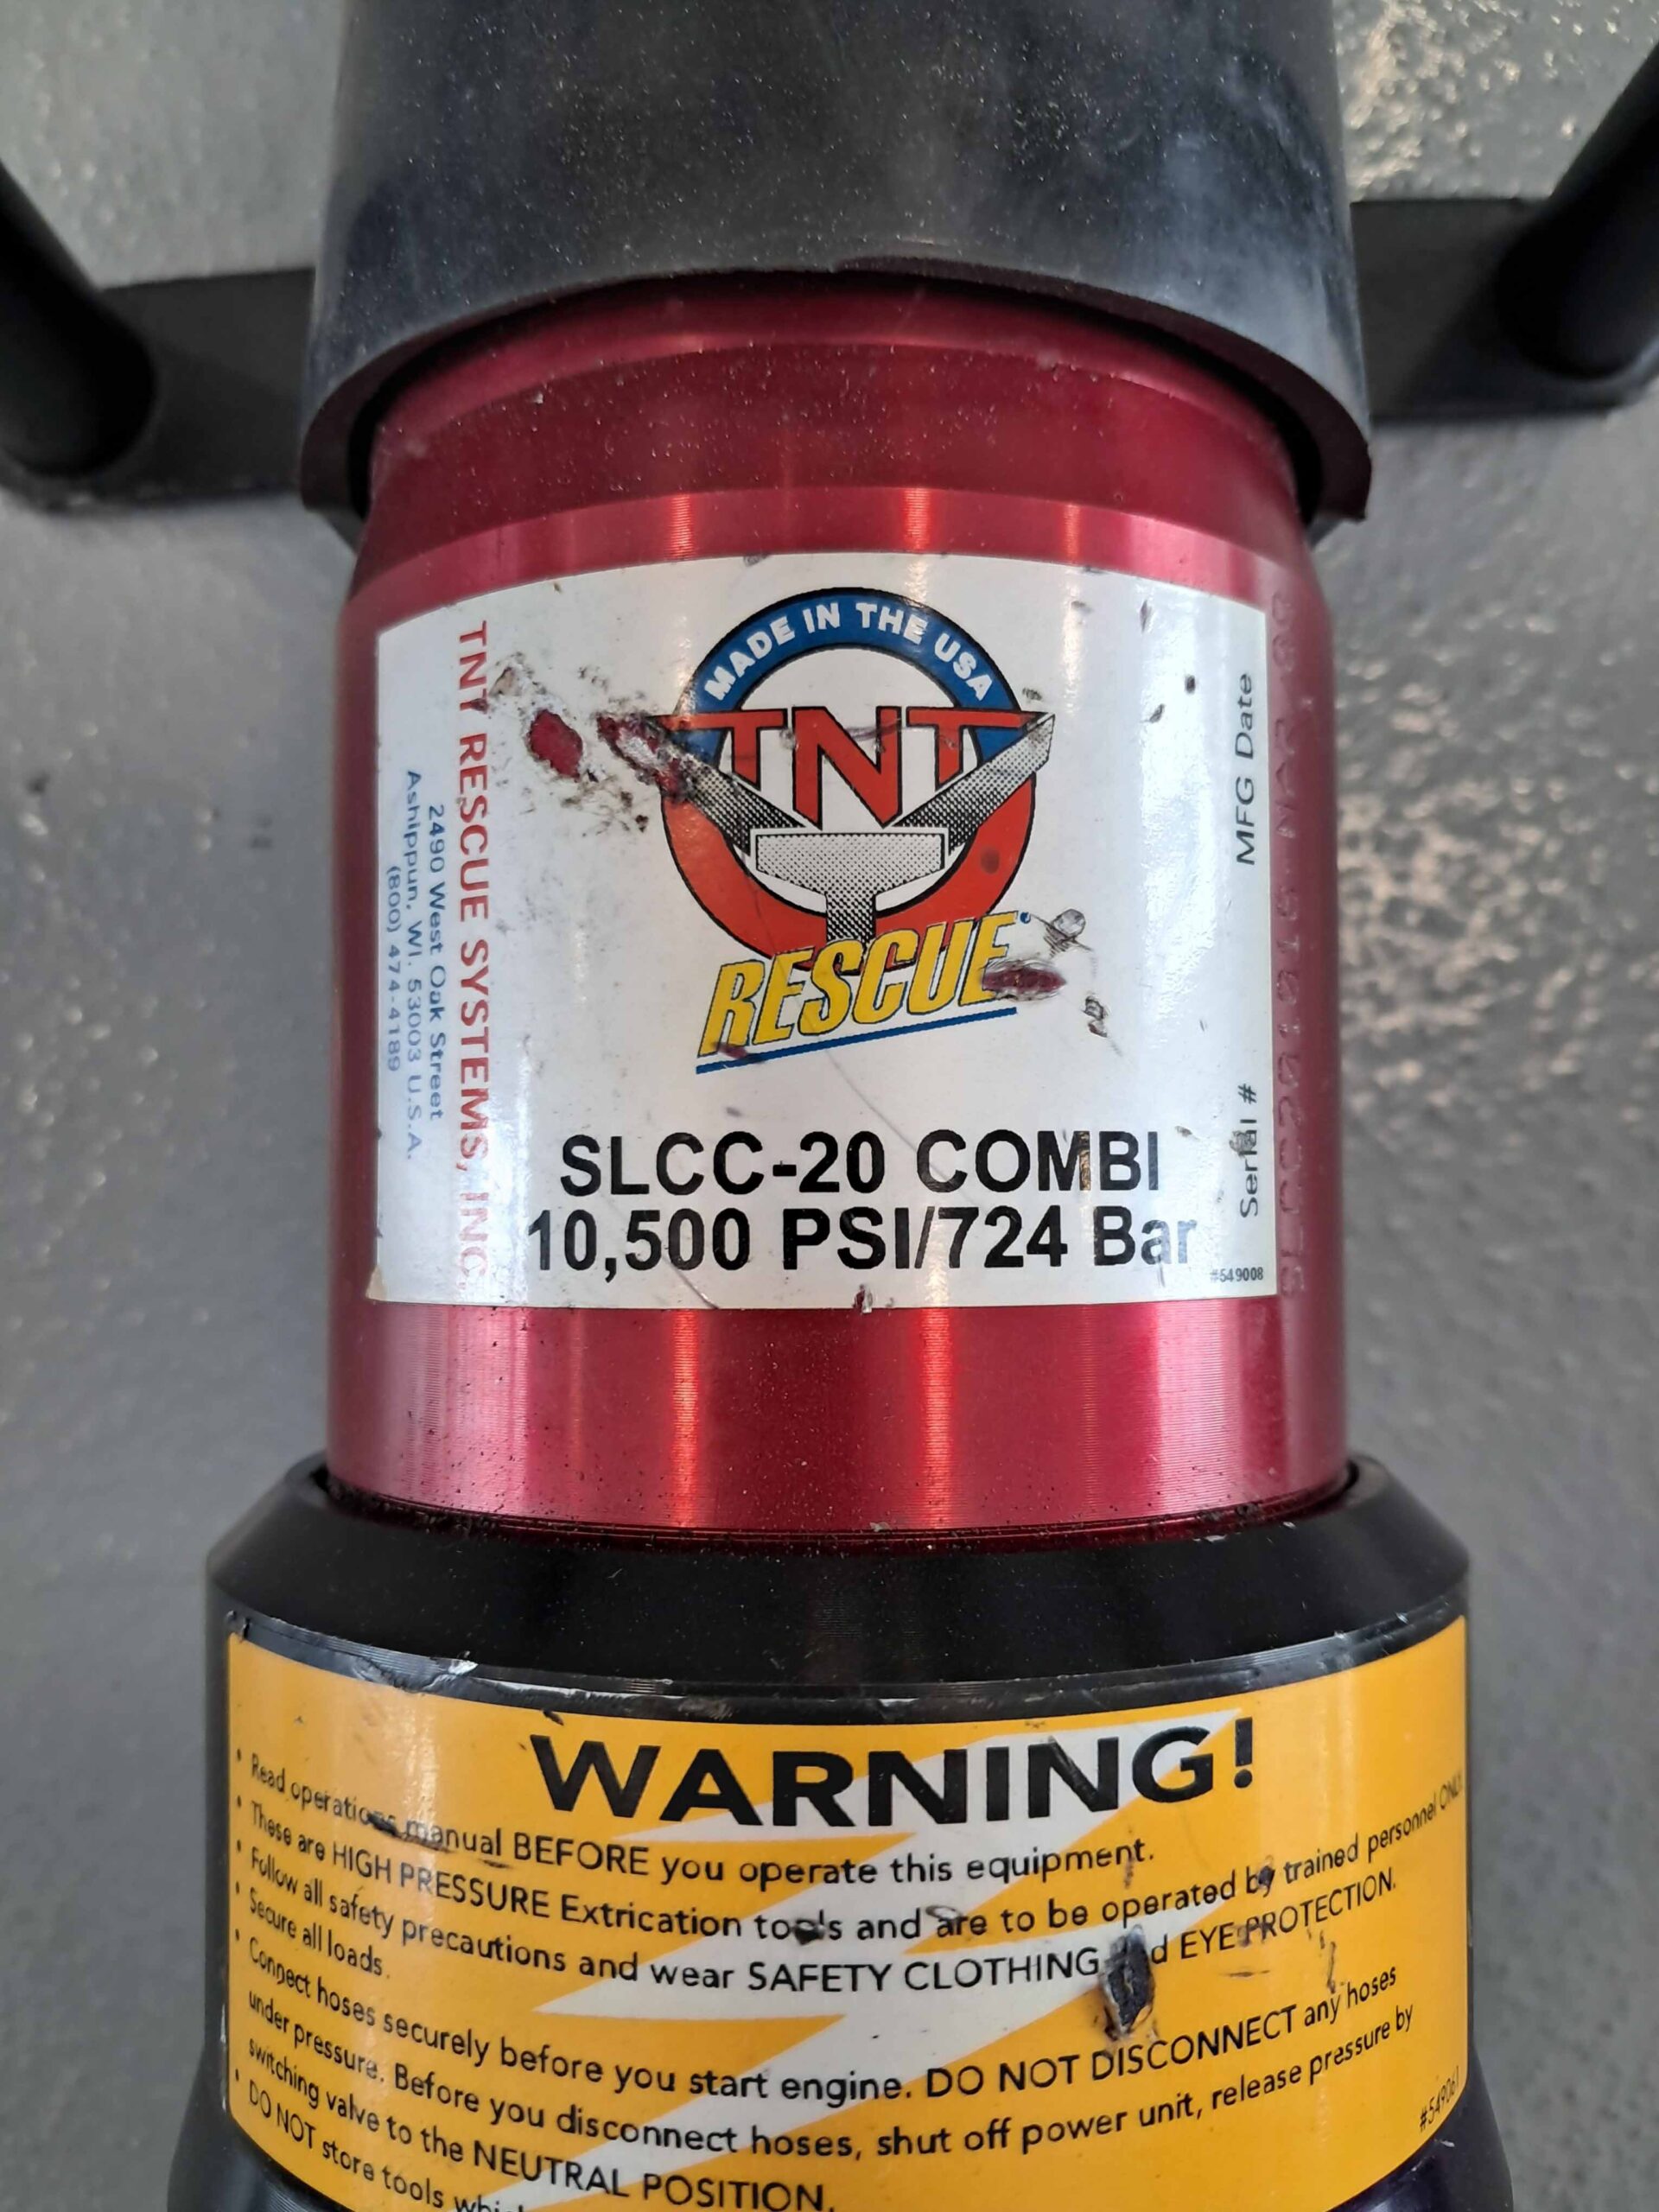 MADE IN THE USA
TNT
RESCUE
SLCC-20 COMBI
10,500 PSI/724 Bar
TNT RESCUE SYSTEMS, INC.
2490 West Oak Street
Ashippun, WI. 53003 U.S.A.
(800) 474-4189
MFG Date
Serial #
#549008
WARNING!
• Read operations manual BEFORE you operate this equipment.
• These are HIGH PRESSURE Extrication tools and are to be operated by trained personnel ONLY.
• Follow all safety precautions and wear SAFETY CLOTHING and EYE PROTECTION.
• Secure all loads.
• Connect hoses securely before you start engine. DO NOT DISCONNECT any hoses
under pressure. Before you disconnect hoses, shut off power unit, release pressure by
switching valve to the NEUTRAL POSITION.
• DO NOT store tools